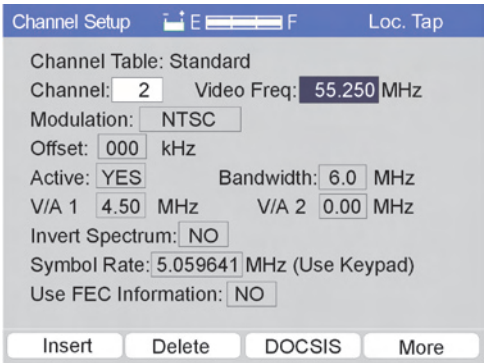 Channel Setup E F Loc. Tap
Channel Table: Standard
Channel: 2 Video Freq: 55.250 MHz
Modulation: NTSC
Offset: 000 kHz
Active: YES Bandwidth: 6.0 MHz
V/A 1 4.50 MHz V/A 2 0.00 MHz
Invert Spectrum: NO
Symbol Rate: 5.059641 MHz (Use Keypad)
Use FEC Information: NO
Insert Delete DOCSIS More